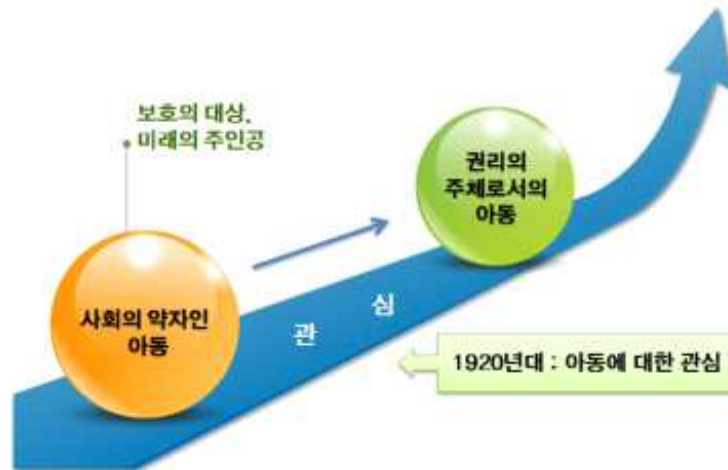 보호의 대상,
미래의 주인공
권리의
주체로서의
아동
사회의 약자인
아동
관 심
1920년대 : 아동에 대한 관심